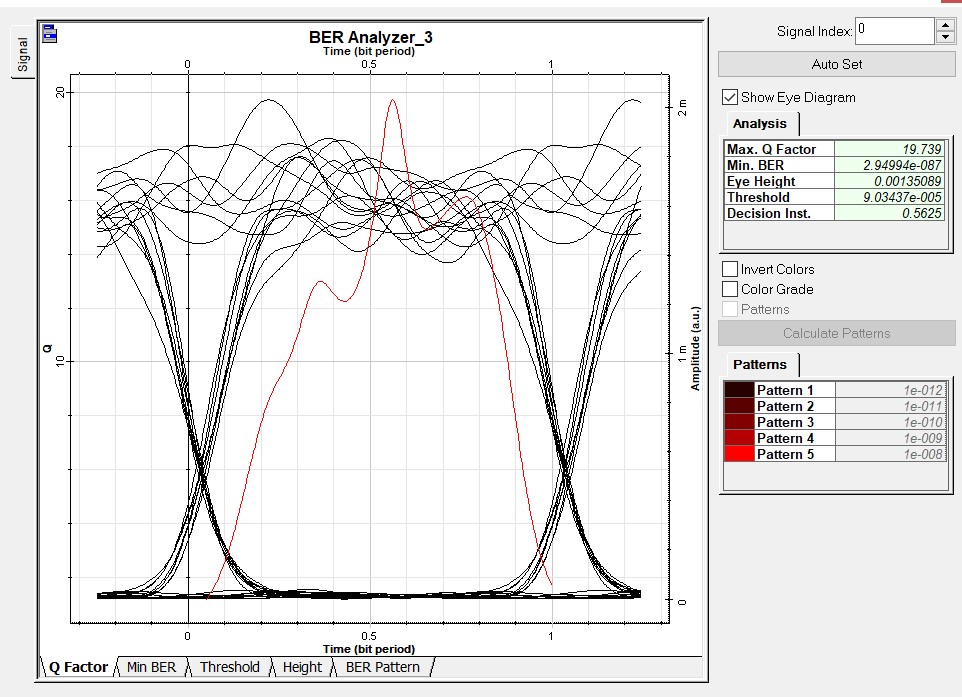 Signal
BER Analyzer_3
Time (bit period)
0 0.5 1
20
10
Q
2 m
1 m
0
Amplitude (a.u.)
0 0.5 1
Time (bit period)
Q Factor Min BER Threshold Height BER Pattern
Signal Index: 0
Auto Set
Show Eye Diagram
Analysis
Max. Q Factor 19.739
Min. BER 2.94994e-087
Eye Height 0.00135089
Threshold 9.03437e-005
Decision Inst. 0.5625
Invert Colors
Color Grade
Patterns
Calculate Patterns
Patterns
Pattern 1 1e-012
Pattern 2 1e-011
Pattern 3 1e-010
Pattern 4 1e-009
Pattern 5 1e-008